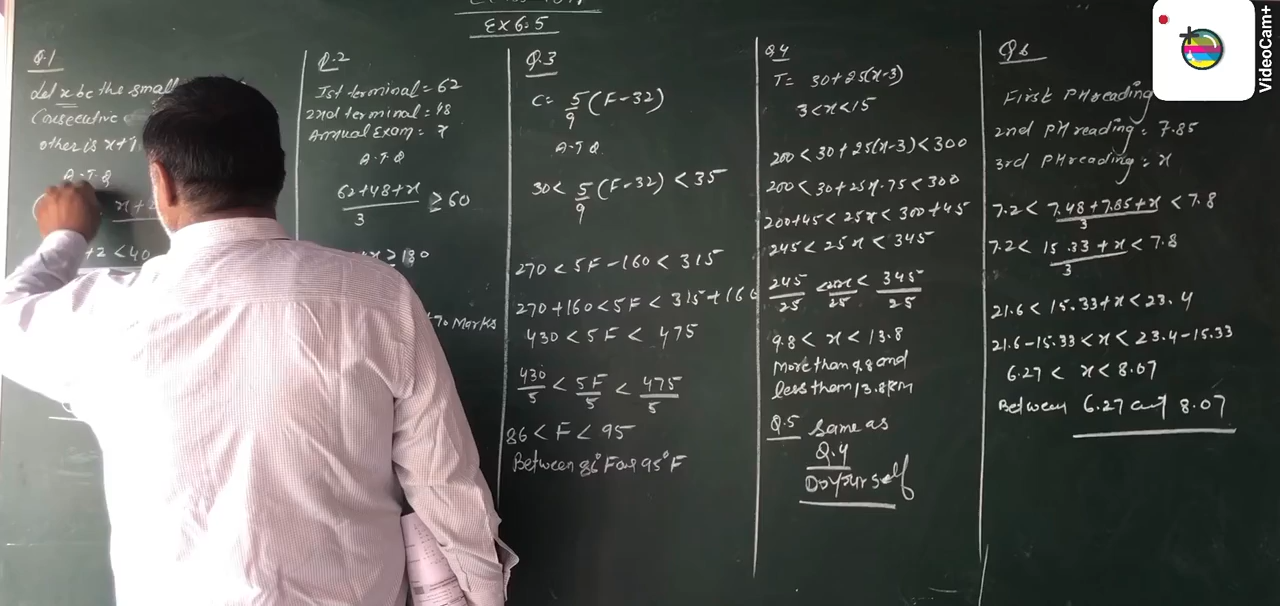 EX 6.5
Q.1
Let x be the small
Consecutive
other is x+1.
A.T.Q
+2 < 40
Q.2
Ist terminal = 62
2nd terminal = 48
Annual Exam = x
A.T.Q
62+48+x
3
≥ 60
≥ 130
70 Marks
Q.3
C = 5/9 (F-32)
A.T.Q.
30 < 5/9 (F-32) < 35
270 < 5F - 160 < 315
270+160 < 5F < 315+160
430 < 5F < 475
430/5 < 5F/5 < 475/5
86 < F < 95
Between 86°F and 95°F
Q.4
T = 30+25(x-3)
3 < x < 15
200 < 30+25(x-3) < 300
200 < 30+25x-75 < 300
200+45 < 25x < 300+45
245 < 25x < 345
245/25 < 25x/25 < 345/25
9.8 < x < 13.8
More than 9.8 and
less than 13.8 KM
Q.5 Same as
Q.4
Do yourself
Q6
First PH reading
2nd PH reading = 7.85
3rd PH reading = x
7.2 < 7.48+7.85+x/3 < 7.8
7.2 < 15.33+x/3 < 7.8
21.6 < 15.33+x < 23.4
21.6-15.33 < x < 23.4-15.33
6.27 < x < 8.07
Between 6.27 and 8.07
VideoCam+